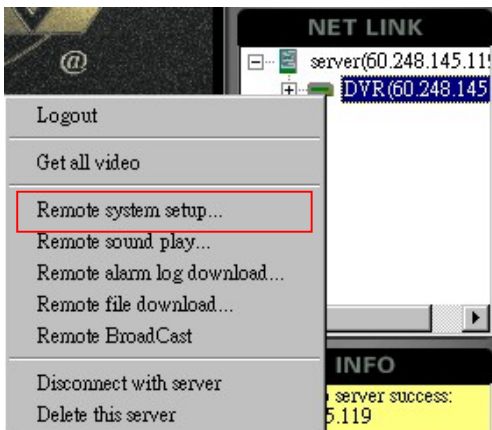 NET LINK
server(60.248.145.119
DVR(60.248.145
@
Logout
Get all video
Remote system setup...
Remote sound play...
Remote alarm log download...
Remote file download...
Remote BroadCast
Disconnect with server
Delete this server
INFO
server success:
5.119